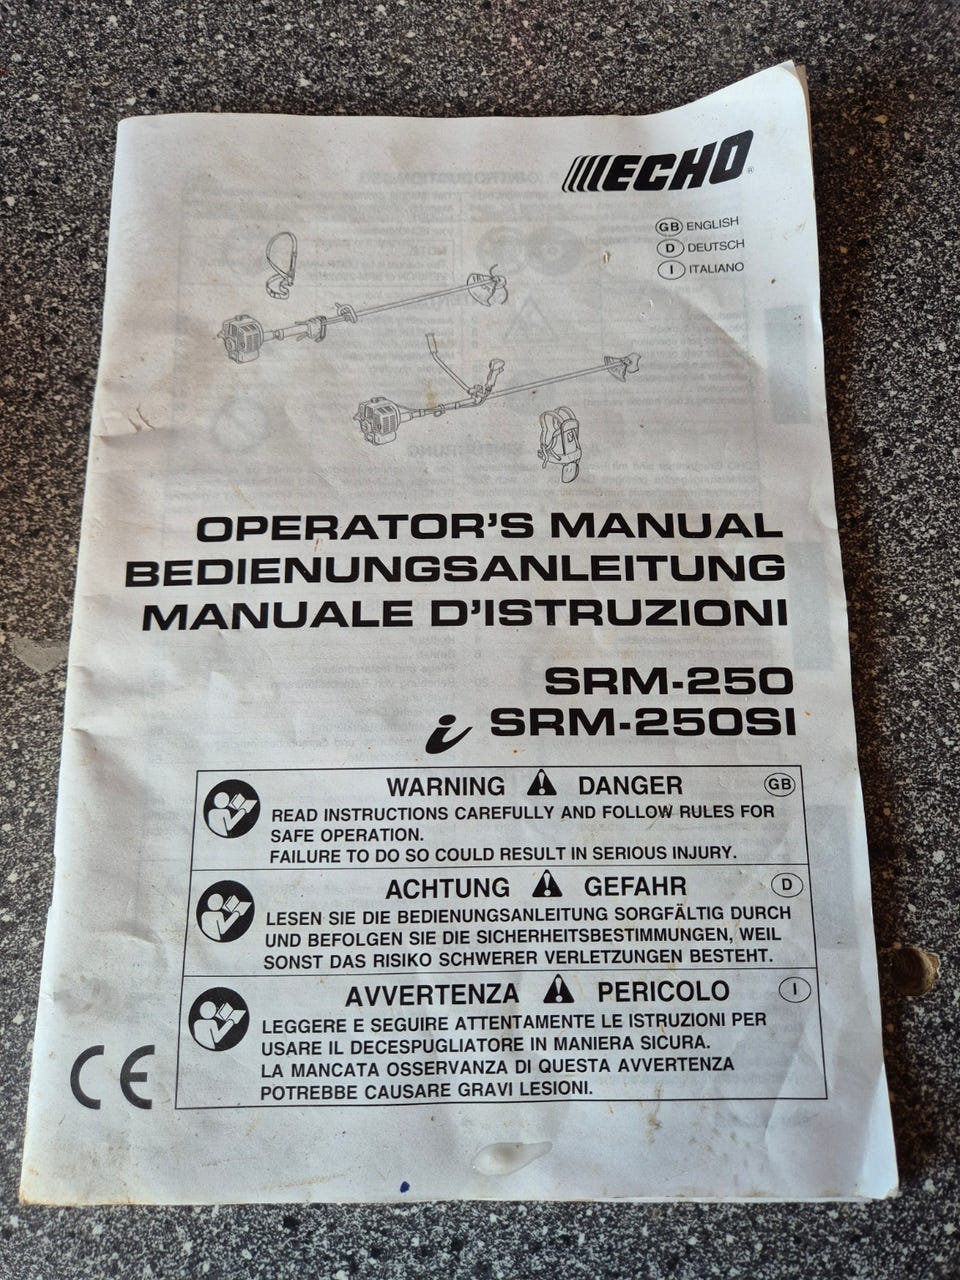 ECHO®
GB ENGLISH
D DEUTSCH
I ITALIANO
OPERATOR'S MANUAL
BEDIENUNGSANLEITUNG
MANUALE D'ISTRUZIONI
SRM-250
i SRM-250SI
WARNING DANGER GB
READ INSTRUCTIONS CAREFULLY AND FOLLOW RULES FOR
SAFE OPERATION.
FAILURE TO DO SO COULD RESULT IN SERIOUS INJURY.
ACHTUNG GEFAHR D
LESEN SIE DIE BEDIENUNGSANLEITUNG SORGFÄLTIG DURCH
UND BEFOLGEN SIE DIE SICHERHEITSBESTIMMUNGEN, WEIL
SONST DAS RISIKO SCHWERER VERLETZUNGEN BESTEHT.
AVVERTENZA PERICOLO I
LEGGERE E SEGUIRE ATTENTAMENTE LE ISTRUZIONI PER
USARE IL DECESPUGLIATORE IN MANIERA SICURA.
LA MANCATA OSSERVANZA DI QUESTA AVVERTENZA
POTREBBE CAUSARE GRAVI LESIONI.
CE